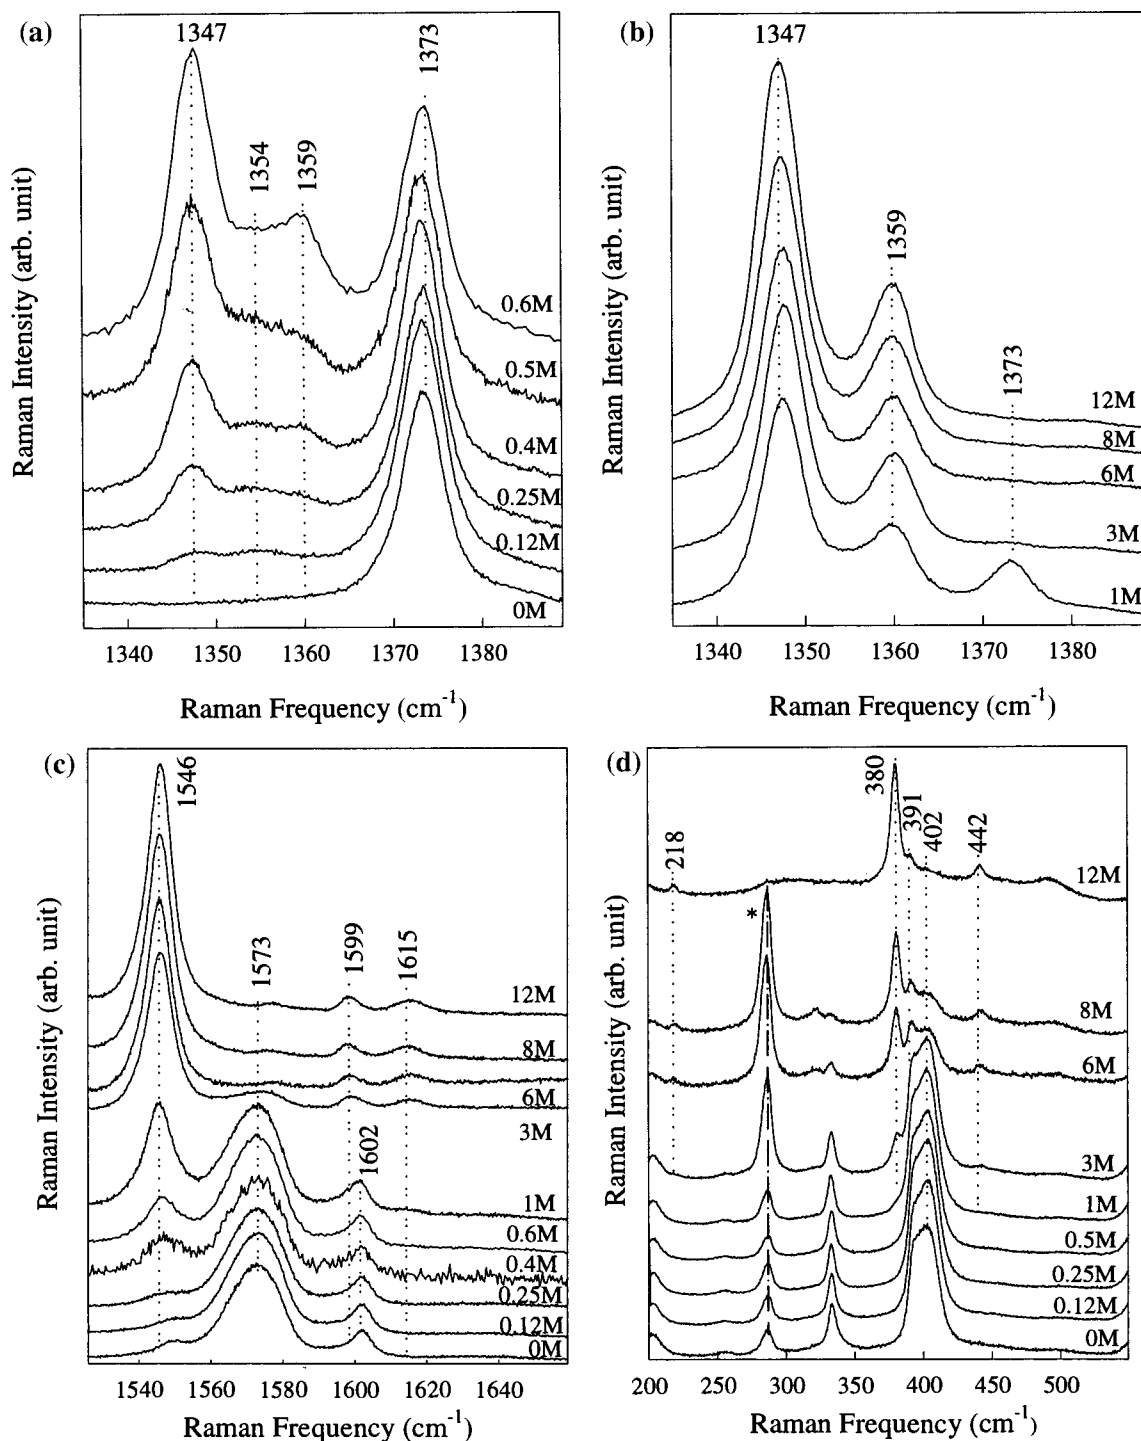 (a)
1347
1354
1359
1373
0.6M
0.5M
0.4M
0.25M
0.12M
0M
Raman Intensity (arb. unit)
1340 1350 1360 1370 1380
Raman Frequency (cm-1)
(b)
1347
1359
1373
12M
8M
6M
3M
1M
Raman Intensity (arb. unit)
1340 1350 1360 1370 1380
Raman Frequency (cm-1)
(c)
1546
1573
1599
1615
1602
12M
8M
6M
3M
1M
0.6M
0.4M
0.25M
0.12M
0M
Raman Intensity (arb. unit)
1540 1560 1580 1600 1620 1640
Raman Frequency (cm-1)
(d)
218
*
380
391
402
442
12M
8M
6M
3M
1M
0.5M
0.25M
0.12M
0M
Raman Intensity (arb. unit)
200 250 300 350 400 450 500
Raman Frequency (cm-1)